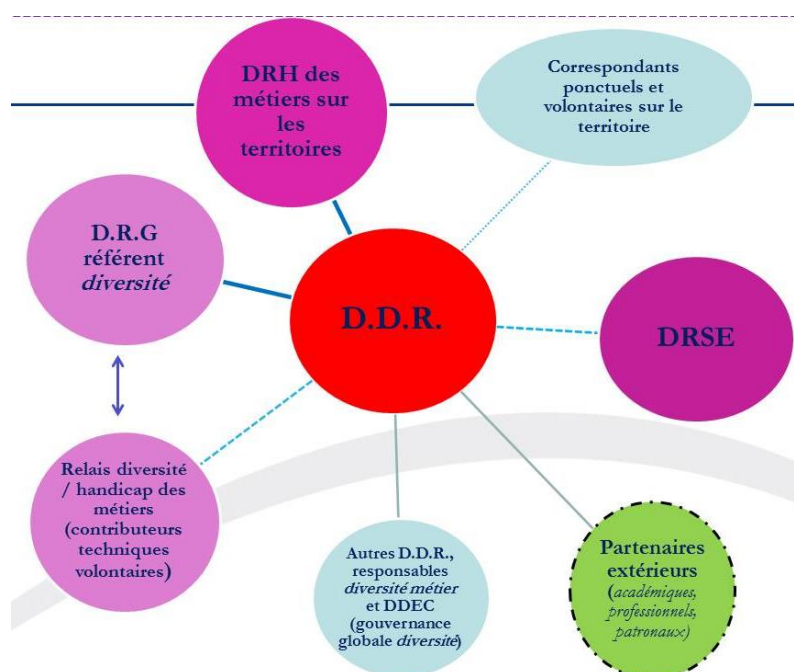 DRH des
métiers sur
les
territoires
Correspondants
ponctuels et
volontaires sur le
territoire
D.R.G
référent
diversité
D.D.R.
DRSE
Relais diversité
/ handicap des
métiers
(contributeurs
techniques
volontaires)
Autres D.D.R.,
responsables
diversité métier
et DDEC
(gouvernance
globale diversité)
Partenaires
extérieurs
(académiques,
professionnels,
patronaux)